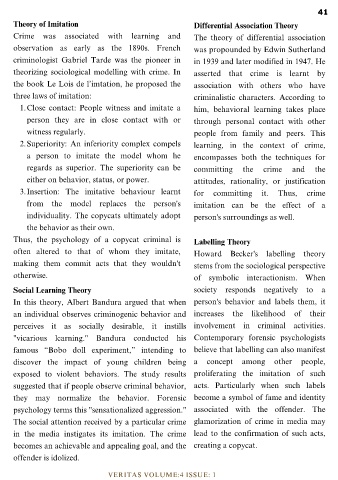 41
Theory of Imitation
Crime was associated with learning and
observation as early as the 1890s. French
criminologist Gabriel Tarde was the pioneer in
theorizing sociological modelling with crime. In
the book Le Lois de l'imitation, he proposed the
three laws of imitation:
1. Close contact: People witness and imitate a
person they are in close contact with or
witness regularly.
2. Superiority: An inferiority complex compels
a person to imitate the model whom he
regards as superior. The superiority can be
either on behavior, status, or power.
3. Insertion: The imitative behaviour learnt
from the model replaces the person's
individuality. The copycats ultimately adopt
the behavior as their own.
Thus, the psychology of a copycat criminal is
often altered to that of whom they imitate,
making them commit acts that they wouldn't
otherwise.
Social Learning Theory
In this theory, Albert Bandura argued that when
an individual observes criminogenic behavior and
perceives it as socially desirable, it instills
"vicarious learning." Bandura conducted his
famous "Bobo doll experiment," intending to
discover the impact of young children being
exposed to violent behaviors. The study results
suggested that if people observe criminal behavior,
they may normalize the behavior. Forensic
psychology terms this "sensationalized aggression."
The social attention received by a particular crime
in the media instigates its imitation. The crime
becomes an achievable and appealing goal, and the
offender is idolized.
Differential Association Theory
The theory of differential association
was propounded by Edwin Sutherland
in 1939 and later modified in 1947. He
asserted that crime is learnt by
association with others who have
criminalistic characters. According to
him, behavioral learning takes place
through personal contact with other
people from family and peers. This
learning, in the context of crime,
encompasses both the techniques for
committing the crime and the
attitudes, rationality, or justification
for committing it. Thus, crime
imitation can be the effect of a
person's surroundings as well.
Labelling Theory
Howard Becker's labelling theory
stems from the sociological perspective
of symbolic interactionism. When
society responds negatively to a
person's behavior and labels them, it
increases the likelihood of their
involvement in criminal activities.
Contemporary forensic psychologists
believe that labelling can also manifest
a concept among other people,
proliferating the imitation of such
acts. Particularly when such labels
become a symbol of fame and identity
associated with the offender. The
glamorization of crime in media may
lead to the confirmation of such acts,
creating a copycat.
VERITAS VOLUME:4 ISSUE: 1